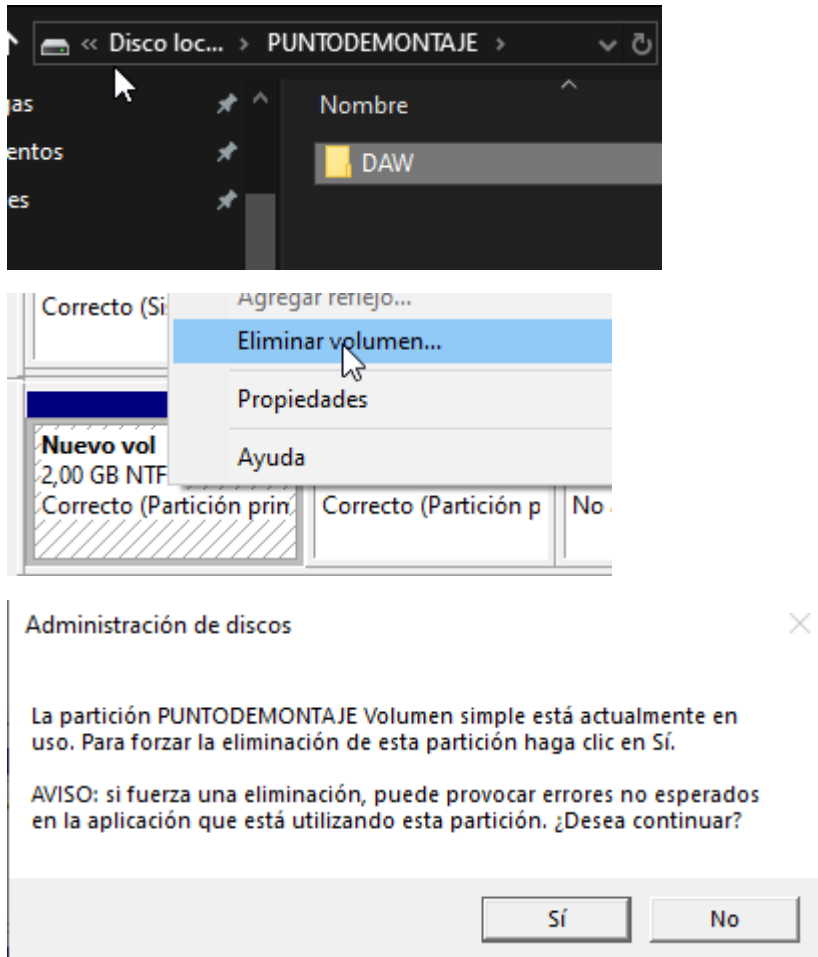 « Disco loc... > PUNTODEMONTAJE >
Nombre
DAW
Agregar reflejo...
Correcto (Si
Eliminar volumen...
Propiedades
Ayuda
Nuevo vol
2,00 GB NTF
Correcto (Partición prin
Correcto (Partición p
No
Administración de discos
La partición PUNTODEMONTAJE Volumen simple está actualmente en
uso. Para forzar la eliminación de esta partición haga clic en Sí.
AVISO: si fuerza una eliminación, puede provocar errores no esperados
en la aplicación que está utilizando esta partición. ¿Desea continuar?
Sí
No